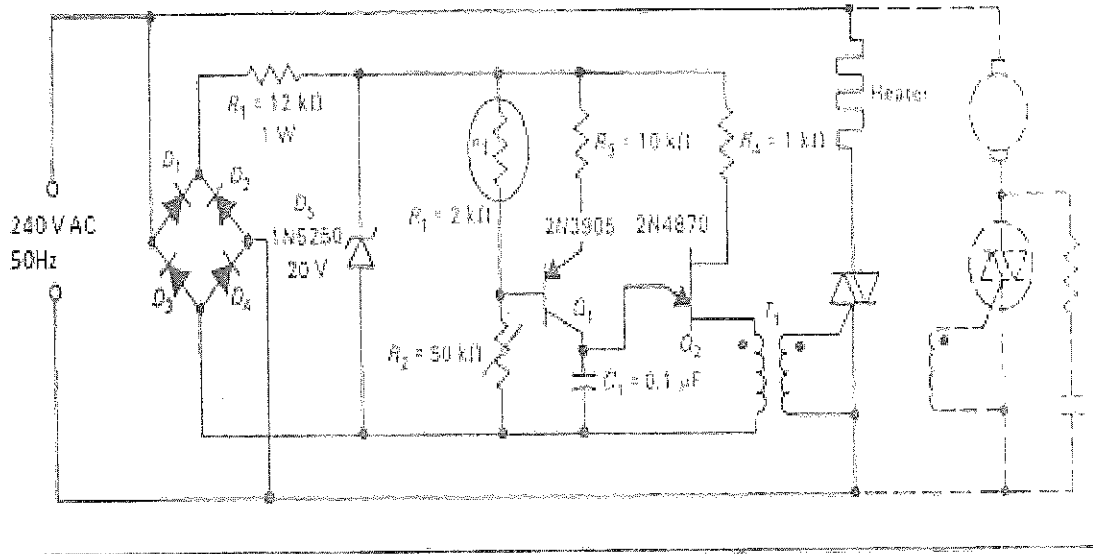 R₁ = 12 kΩ
1 W
Heater
D₁
D₂
R₃ = 10 kΩ
R₄ = 1 kΩ
240 V AC
50Hz
D₅
1N5250
20 V
R₁ = 2 kΩ
2N3905
2N4870
D₃
D₄
Q₁
T₁
Q₂
R₂ = 50 kΩ
C₁ = 0.1 µF